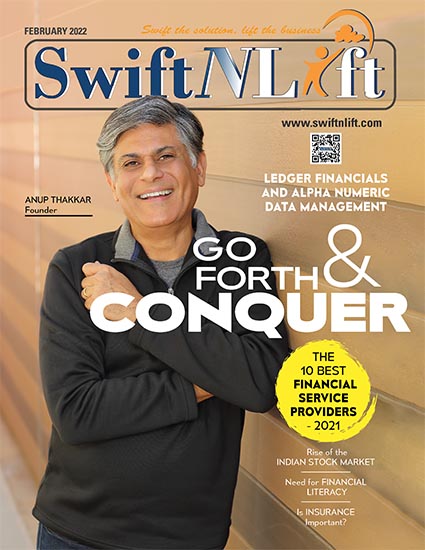 Swift the solution, lift the business
FEBRUARY 2022
SwiftNLift
www.swiftnlift.com
LEDGER FINANCIALS
AND ALPHA NUMERIC
DATA MANAGEMENT
ANUP THAKKAR
Founder
GO
FORTH &
CONQUER
THE
10 BEST
FINANCIAL
SERVICE
PROVIDERS
- 2021
Rise of the
INDIAN STOCK MARKET
Need for FINANCIAL
LITERACY
Is INSURANCE
Important?